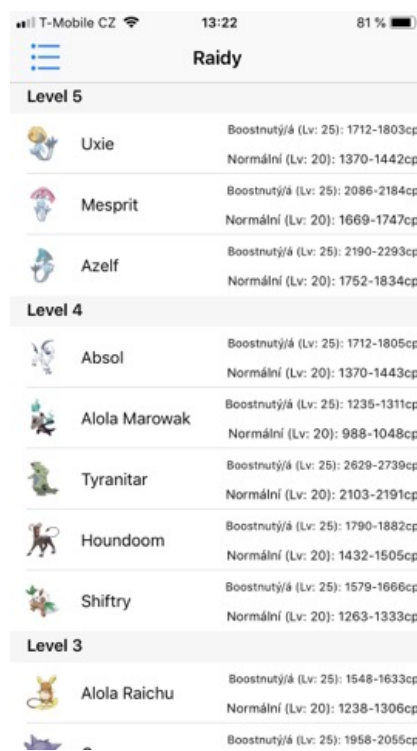 T-Mobile CZ 13:22 81 %
Raidy
Level 5
Uxie
Boostnutý/á (Lv: 25): 1712-1803cp
Normální (Lv: 20): 1370-1442cp
Mesprit
Boostnutý/á (Lv: 25): 2086-2184cp
Normální (Lv: 20): 1669-1747cp
Azelf
Boostnutý/á (Lv: 25): 2190-2293cp
Normální (Lv: 20): 1752-1834cp
Level 4
Absol
Boostnutý/á (Lv: 25): 1712-1805cp
Normální (Lv: 20): 1370-1443cp
Alola Marowak
Boostnutý/á (Lv: 25): 1235-1311cp
Normální (Lv: 20): 988-1048cp
Tyranitar
Boostnutý/á (Lv: 25): 2629-2739cp
Normální (Lv: 20): 2103-2191cp
Houndoom
Boostnutý/á (Lv: 25): 1790-1882cp
Normální (Lv: 20): 1432-1505cp
Shiftry
Boostnutý/á (Lv: 25): 1579-1666cp
Normální (Lv: 20): 1263-1333cp
Level 3
Alola Raichu
Boostnutý/á (Lv: 25): 1548-1633cp
Normální (Lv: 20): 1238-1306cp
Boostnutý/á (Lv: 25): 1958-2055cp